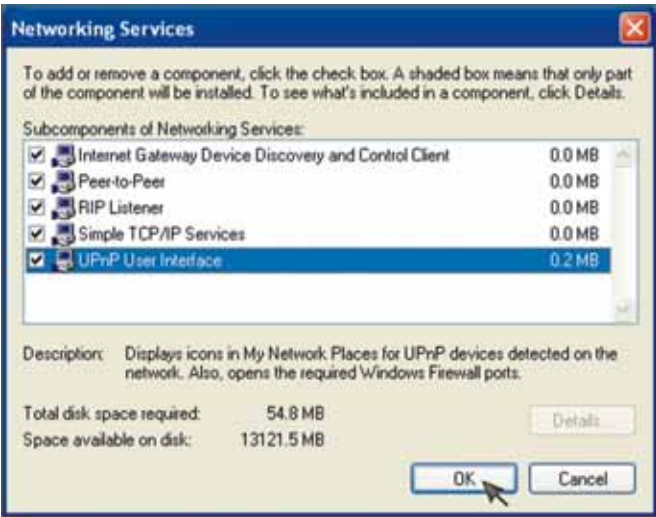 Networking Services
To add or remove a component, click the check box. A shaded box means that only part
of the component will be installed. To see what's included in a component, click Details.
Subcomponents of Networking Services:
Internet Gateway Device Discovery and Control Client 0.0 MB
Peer-to-Peer 0.0 MB
RIP Listener 0.0 MB
Simple TCP/IP Services 0.0 MB
UPnP User Interface 0.2 MB
Description: Displays icons in My Network Places for UPnP devices detected on the
network. Also, opens the required Windows Firewall ports.
Total disk space required: 54.8 MB
Space available on disk: 13121.5 MB
Details...
OK Cancel